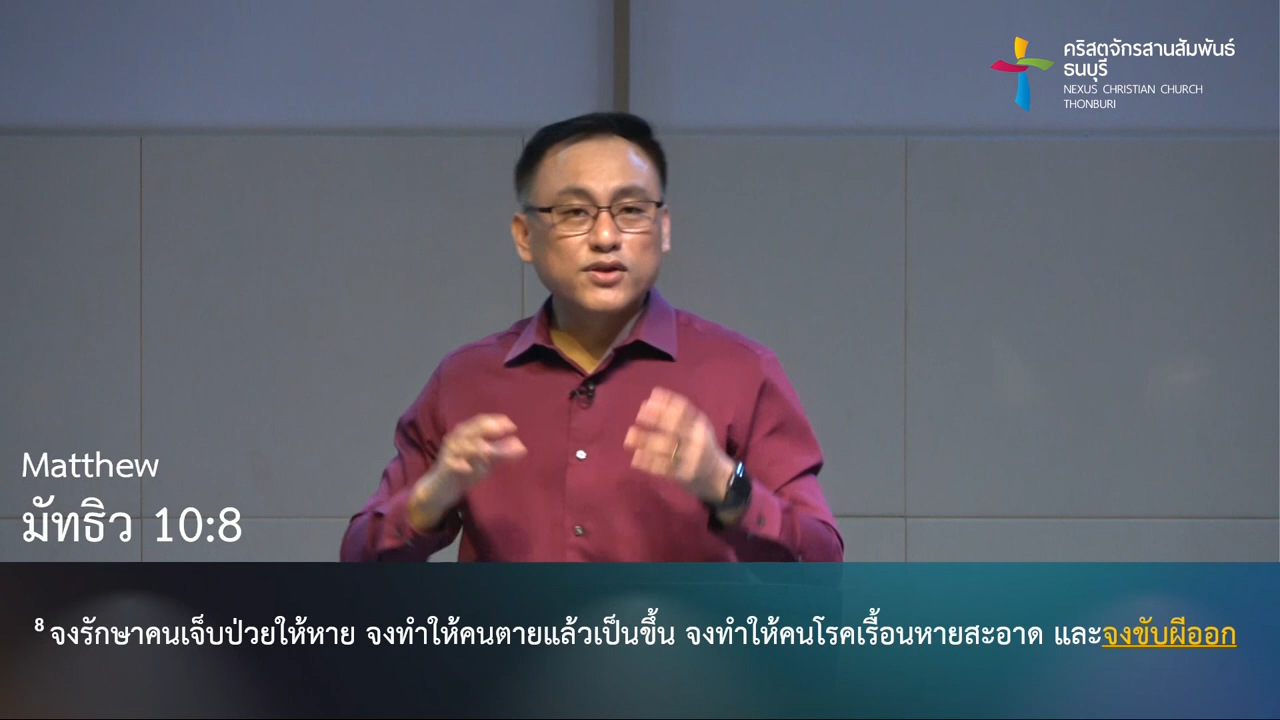 คริสตจักรสานสัมพันธ์
ธนบุรี
NEXUS CHRISTIAN CHURCH
THONBURI
Matthew
มัทธิว 10:8
8 จงรักษาคนเจ็บป่วยให้หาย จงทำให้คนตายแล้วเป็นขึ้น จงทำให้คนโรคเรื้อนหายสะอาด และจงขับผีออก